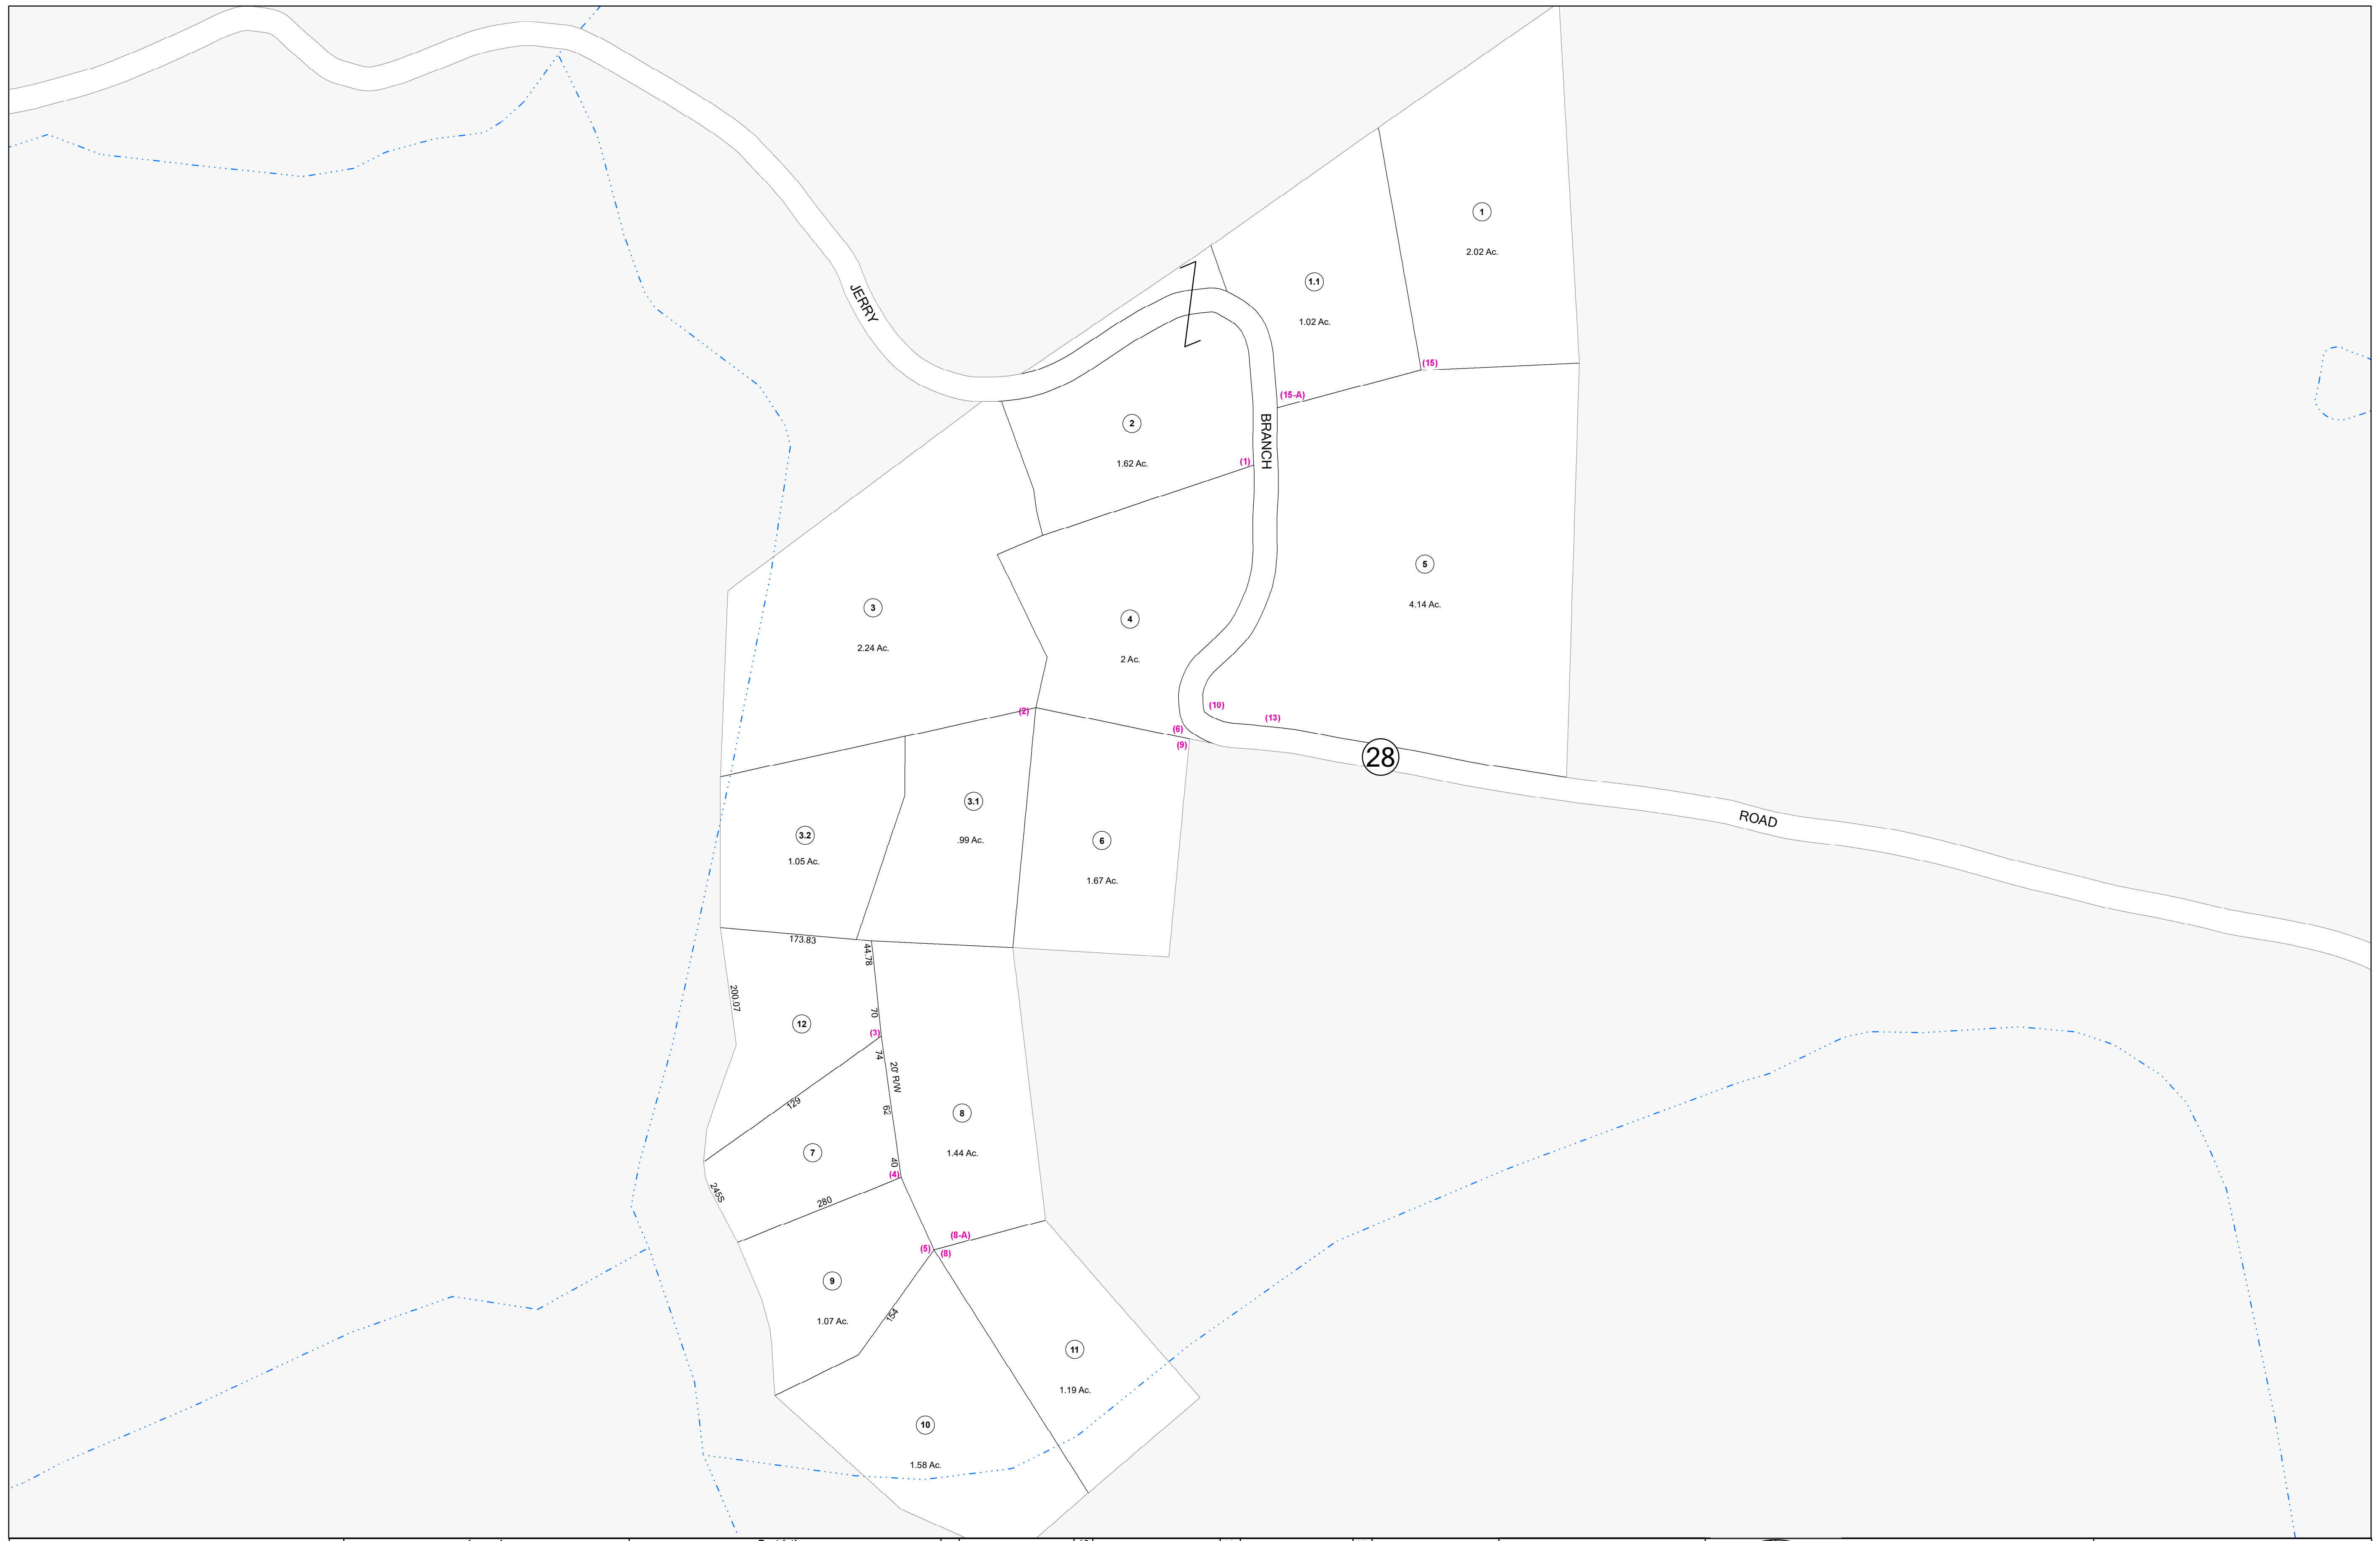 1
2.02 Ac.
1.1
1.02 Ac.
JERRY
(15)
(15-A)
2
1.62 Ac.
BRANCH
(1)
5
4.14 Ac.
3
2.24 Ac.
4
2 Ac.
(2)
(10)
(13)
(6)
(9)
28
ROAD
3.1
.99 Ac.
3.2
1.05 Ac.
6
1.67 Ac.
173.83
44.78
200.07
70
12
(3)
74
20' R/W
129
62
8
1.44 Ac.
7
40
(4)
245S
280
(8-A)
(5)
(8)
9
1.07 Ac.
154
11
1.19 Ac.
10
1.58 Ac.